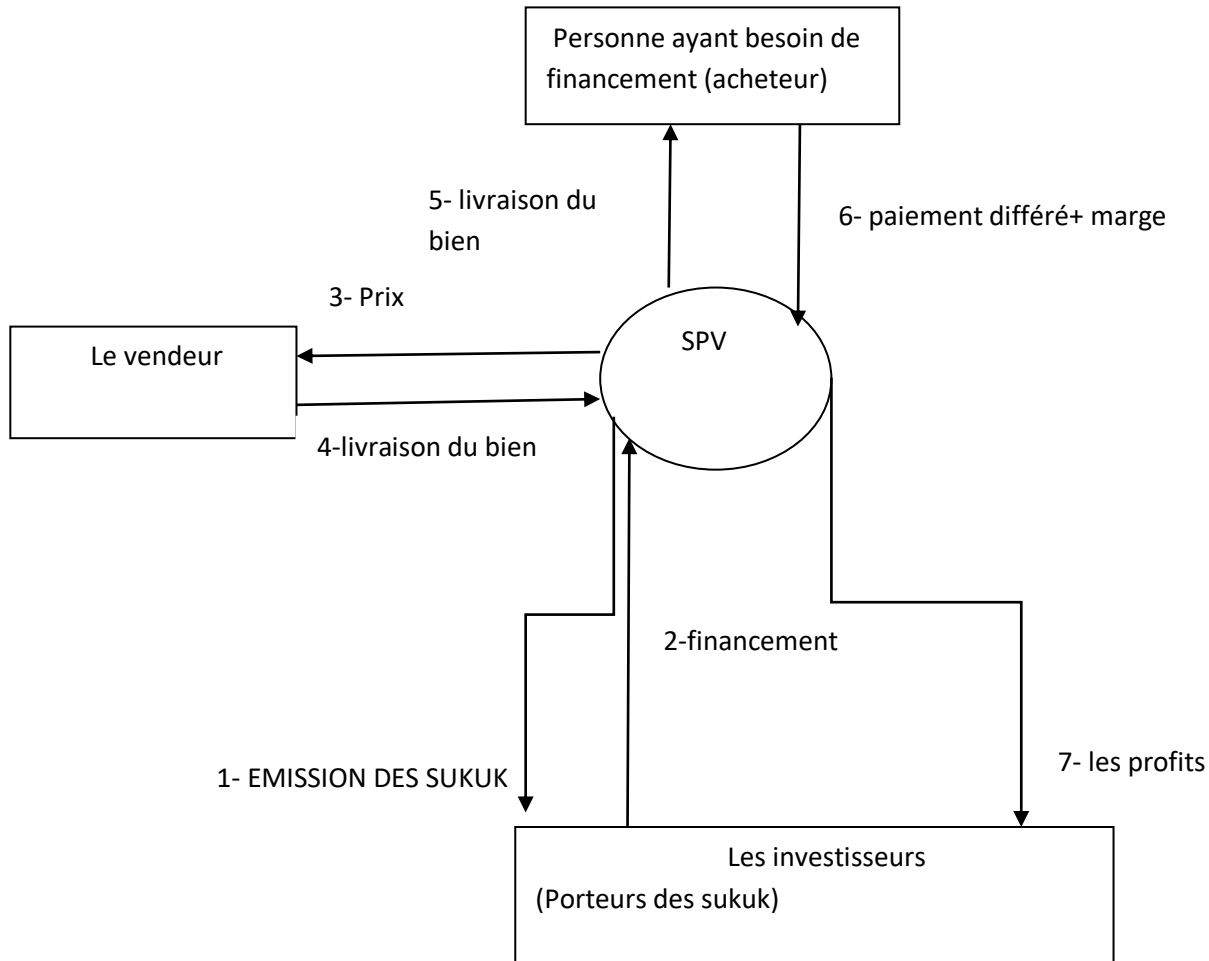 Personne ayant besoin de
financement (acheteur)
5- livraison du
bien
6- paiement différé+ marge
3- Prix
SPV
Le vendeur
4-livraison du bien
2-financement
1- EMISSION DES SUKUK
7- les profits
Les investisseurs
(Porteurs des sukuk)